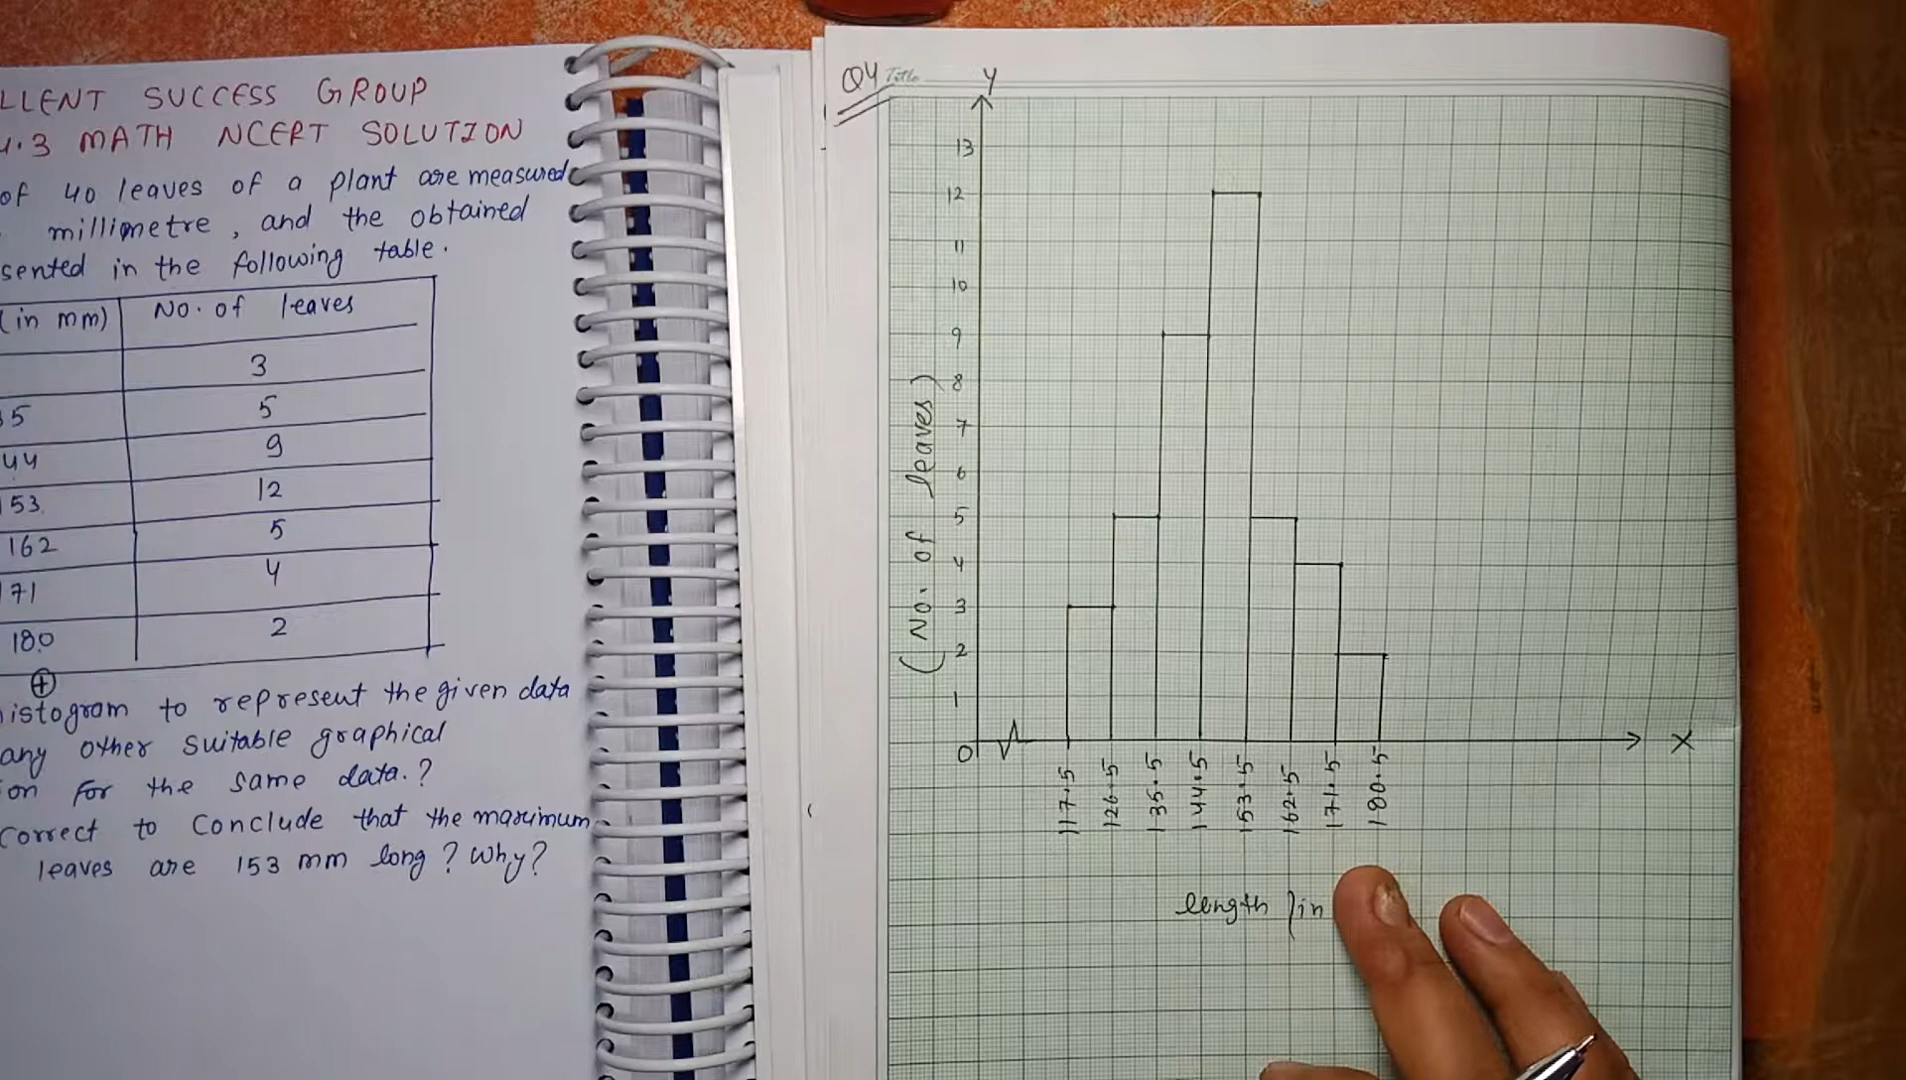 LLENT SUCCESS GROUP
4.3 MATH NCERT SOLUTION
of 40 leaves of a plant are measured
millimetre, and the obtained
sented in the following table.
(in mm) No. of leaves
3
35 5
44 9
153 12
162 5
171 4
180 2
istogram to represent the given data
any other suitable graphical
on for the same data.?
correct to conclude that the maximum
leaves are 153 mm long? Why?
Q4 Title
Y
13
12
11
10
9
8
7
6
5
4
3
2
1
0
X
(No. of leaves)
117.5 126.5 135.5 144.5 153.5 162.5 171.5 180.5
length (in